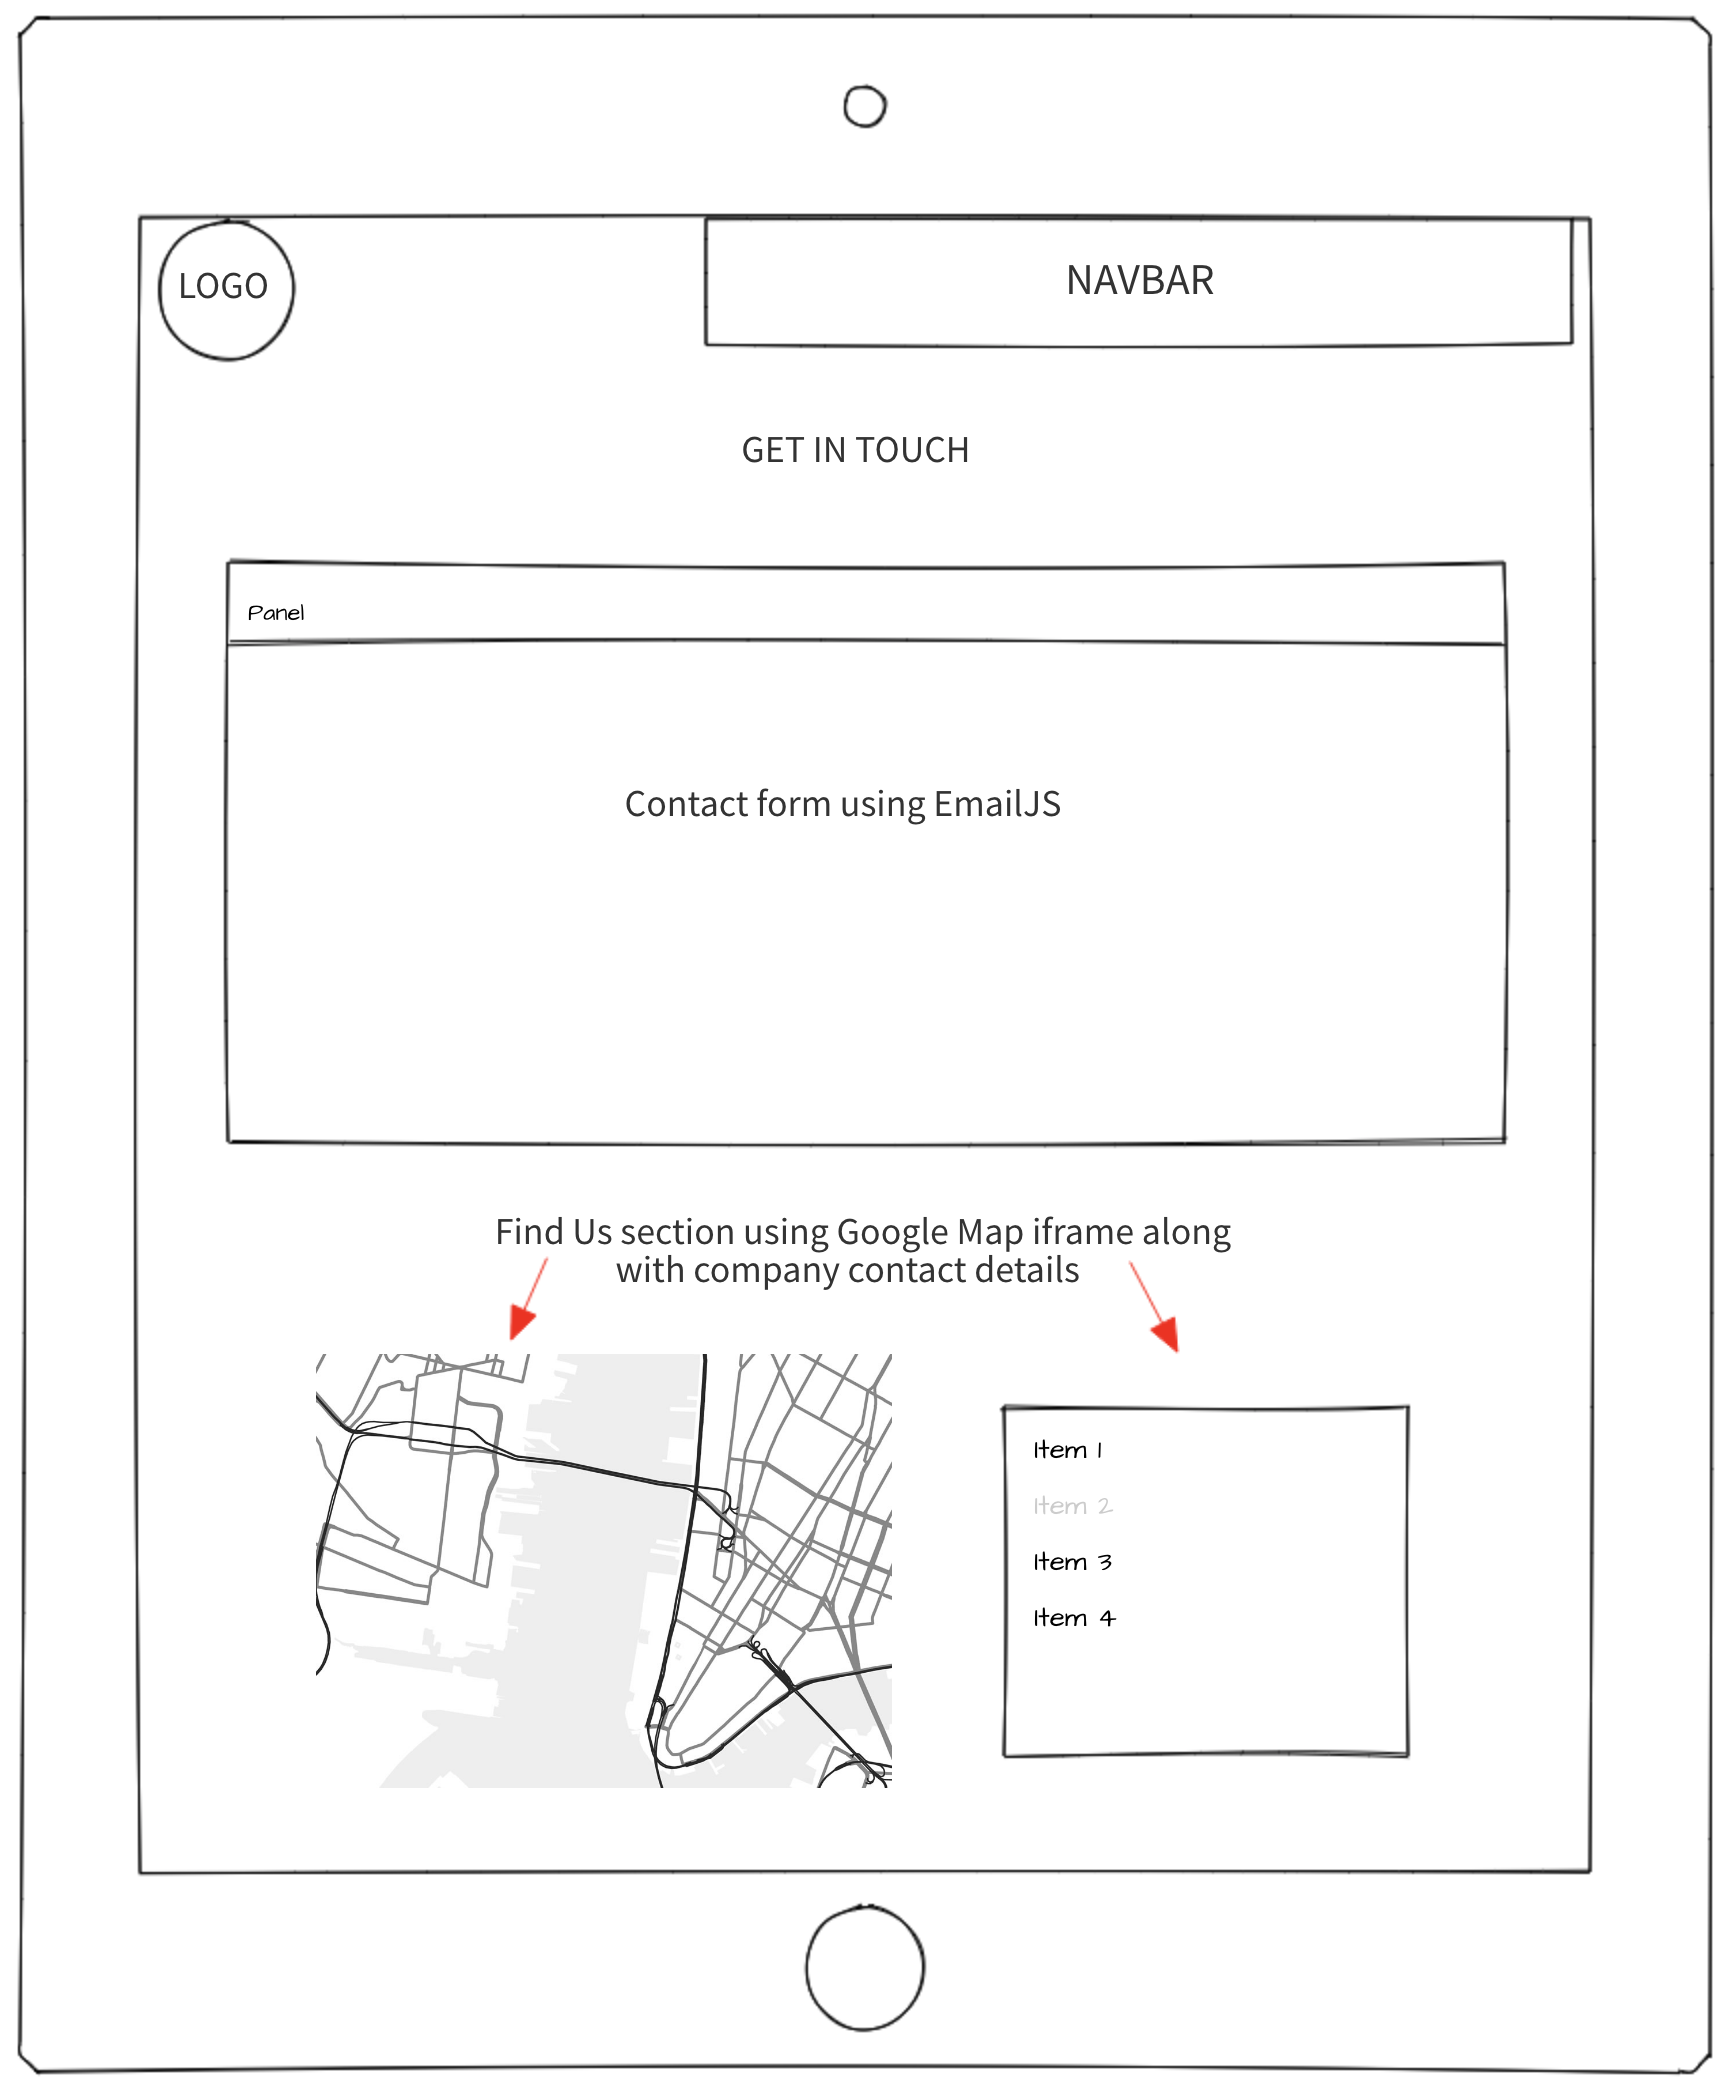 LOGO
NAVBAR
GET IN TOUCH
Panel
Contact form using EmailJS
Find Us section using Google Map iframe along
with company contact details
Item 1
Item 2
Item 3
Item 4